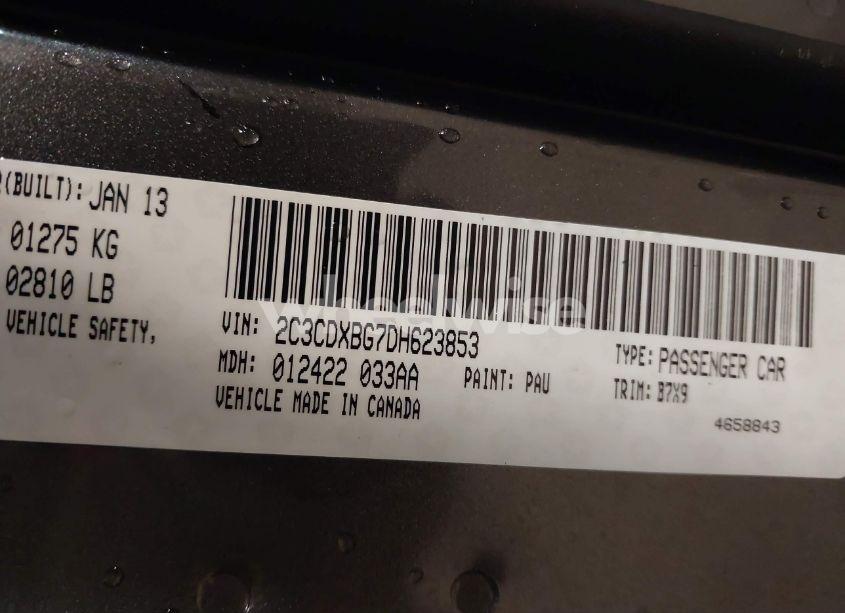 R(BUILT): JAN 13
01275 KG
02810 LB
VEHICLE SAFETY,
VIN: 2C3CDXBG7DH623853
MDH: 012422 033AA
PAINT: PAU
VEHICLE MADE IN CANADA
TYPE: PASSENGER CAR
TRIM: B7X9
4658843
wheelwise